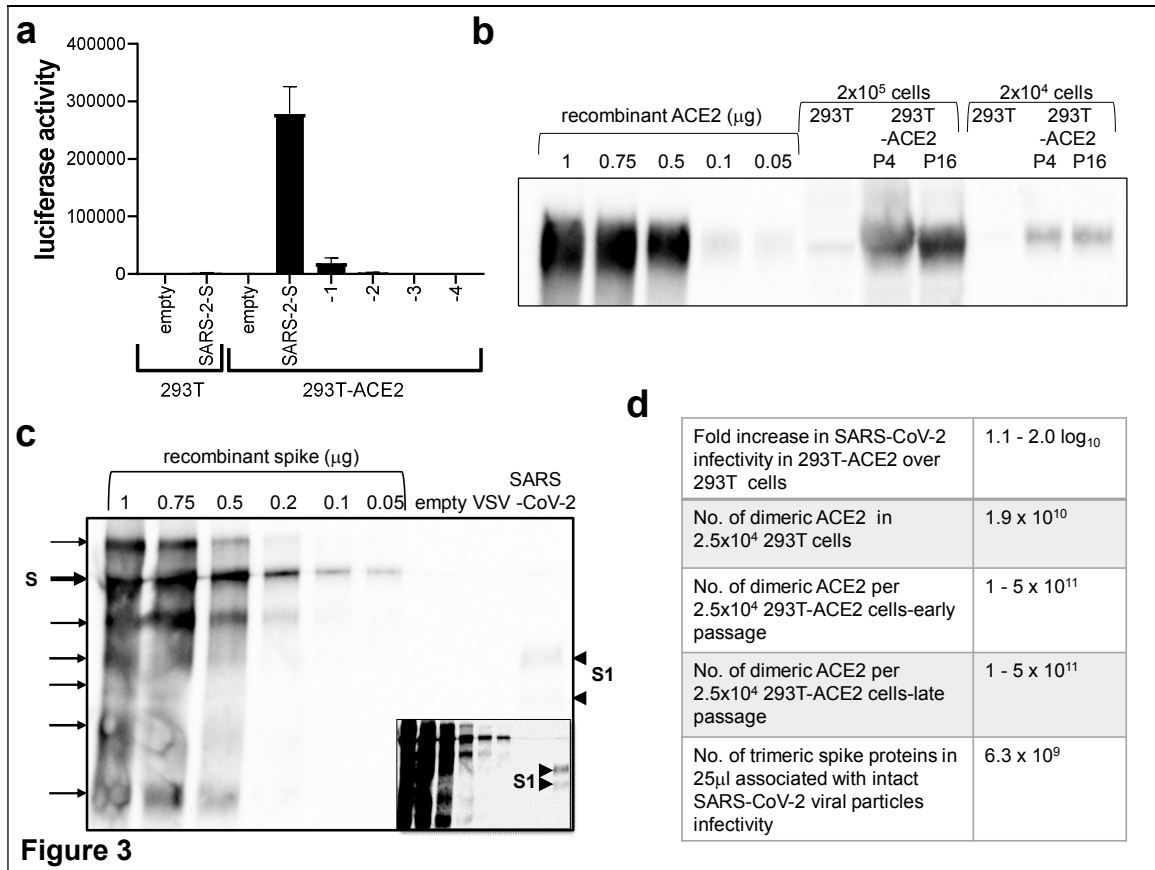 a
400000
300000
200000
100000
0
luciferase activity
empty
SARS-2-S
empty
SARS-2-S
-1
-2
-3
-4
293T
293T-ACE2
b
2x10⁵ cells
2x10⁴ cells
recombinant ACE2 (μg)
293T
293T
-ACE2
293T
293T
-ACE2
1
0.75
0.5
0.1
0.05
P4
P16
P4
P16
c
recombinant spike (μg)
1
0.75
0.5
0.2
0.1
0.05
empty
VSV
SARS
-CoV-2
S
S1
S1
d
Fold increase in SARS-CoV-2
infectivity in 293T-ACE2 over
293T cells
1.1 - 2.0 log₁₀
No. of dimeric ACE2 in
2.5x10⁴ 293T cells
1.9 x 10¹⁰
No. of dimeric ACE2 per
2.5x10⁴ 293T-ACE2 cells-early
passage
1 - 5 x 10¹¹
No. of dimeric ACE2 per
2.5x10⁴ 293T-ACE2 cells-late
passage
1 - 5 x 10¹¹
No. of trimeric spike proteins in
25μl associated with intact
SARS-CoV-2 viral particles
infectivity
6.3 x 10⁹
Figure 3